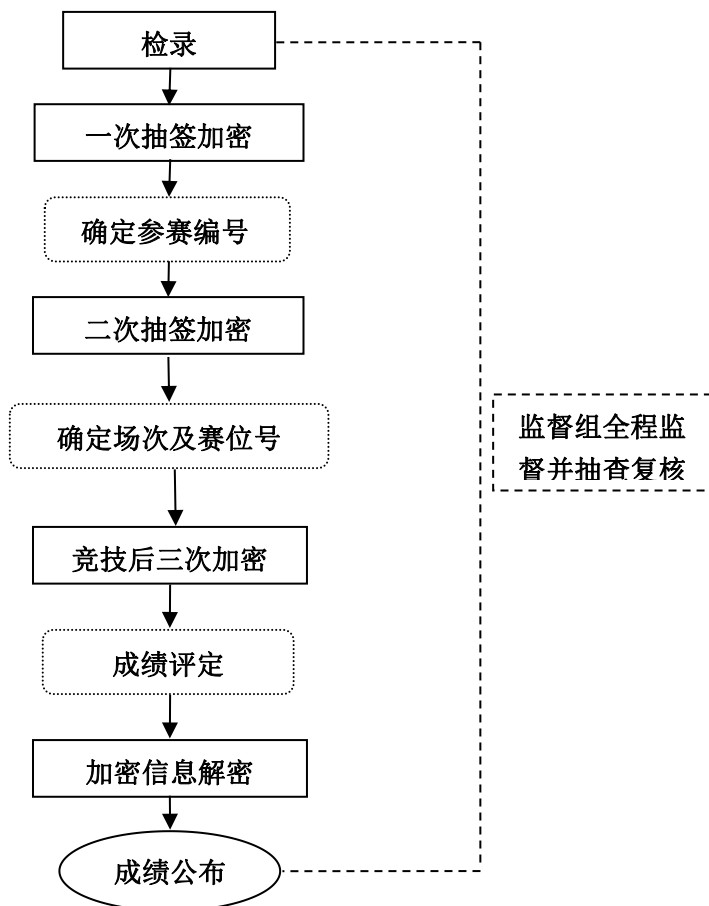 检录
一次抽签加密
确定参赛编号
二次抽签加密
确定场次及赛位号
监督组全程监
督并抽查复核
竞技后三次加密
成绩评定
加密信息解密
成绩公布